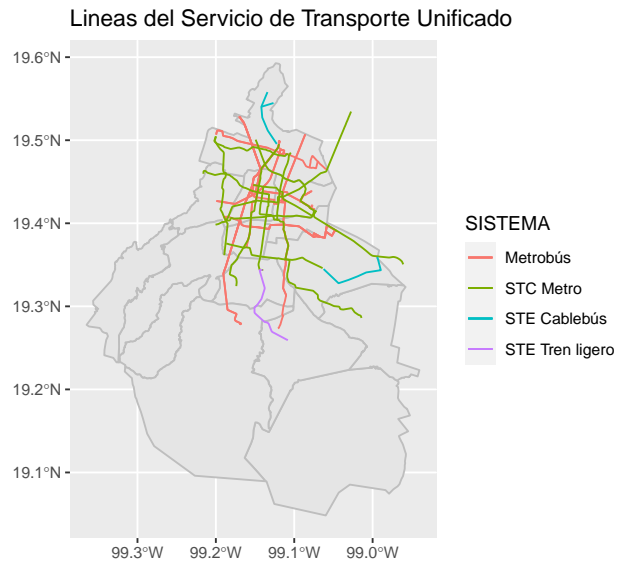 Lineas del Servicio de Transporte Unificado
19.6°N
19.5°N
19.4°N
19.3°N
19.2°N
19.1°N
99.3°W 99.2°W 99.1°W 99.0°W
SISTEMA
Metrobús
STC Metro
STE Cablebús
STE Tren ligero